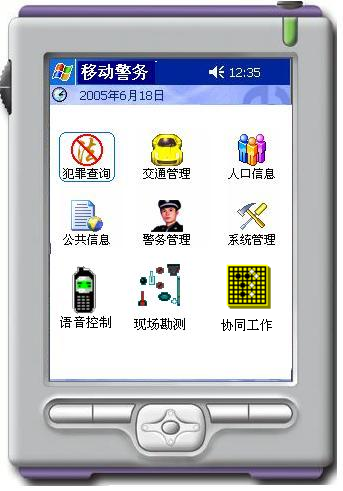 移动警务
12:35
2005年6月18日
犯罪查询 交通管理 人口信息
公共信息 警务管理 系统管理
语音控制 现场勘测 协同工作